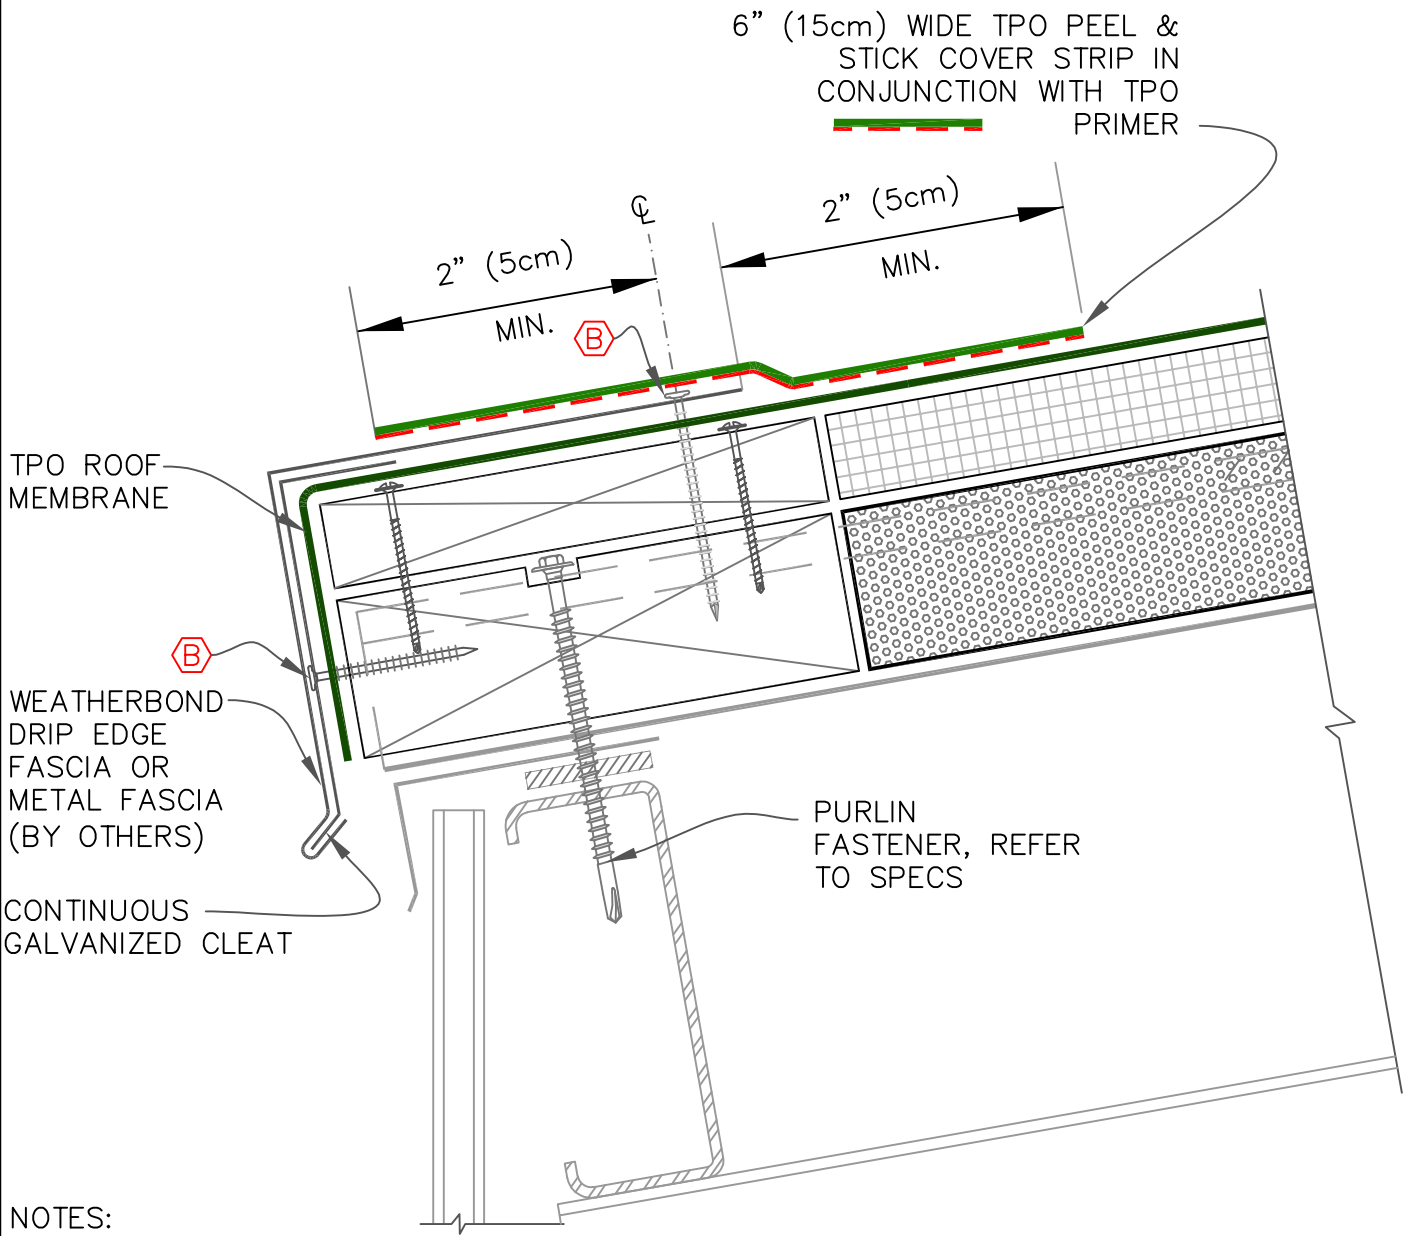 6” (15cm) WIDE TPO PEEL &
STICK COVER STRIP IN
CONJUNCTION WITH TPO
PRIMER
℄
2” (5cm)
MIN.
2” (5cm)
MIN.
B
TPO ROOF
MEMBRANE
B
WEATHERBOND
DRIP EDGE
FASCIA OR
METAL FASCIA
(BY OTHERS)
PURLIN
FASTENER, REFER
TO SPECS
CONTINUOUS
GALVANIZED CLEAT
NOTES: